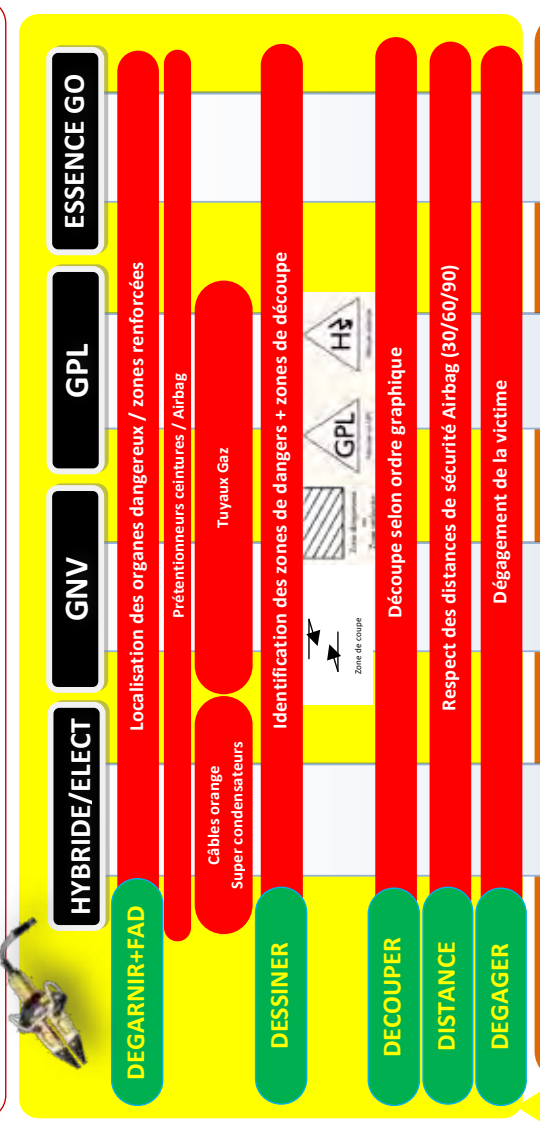 HYBRIDE/ELECT
GNV
GPL
ESSENCE GO
DEGARNIR+FAD
Localisation des organes dangereux / zones renforcées
Prétentionneurs ceintures / Airbag
Câbles orange
Super condensateurs
Tuyaux Gaz
DESSINER
Identification des zones de dangers + zones de découpe
Zone de coupe
Zone dangereuse
GPL
H
DECOUPER
Découpe selon ordre graphique
DISTANCE
Respect des distances de sécurité Airbag (30/60/90)
DEGAGER
Dégagement de la victime